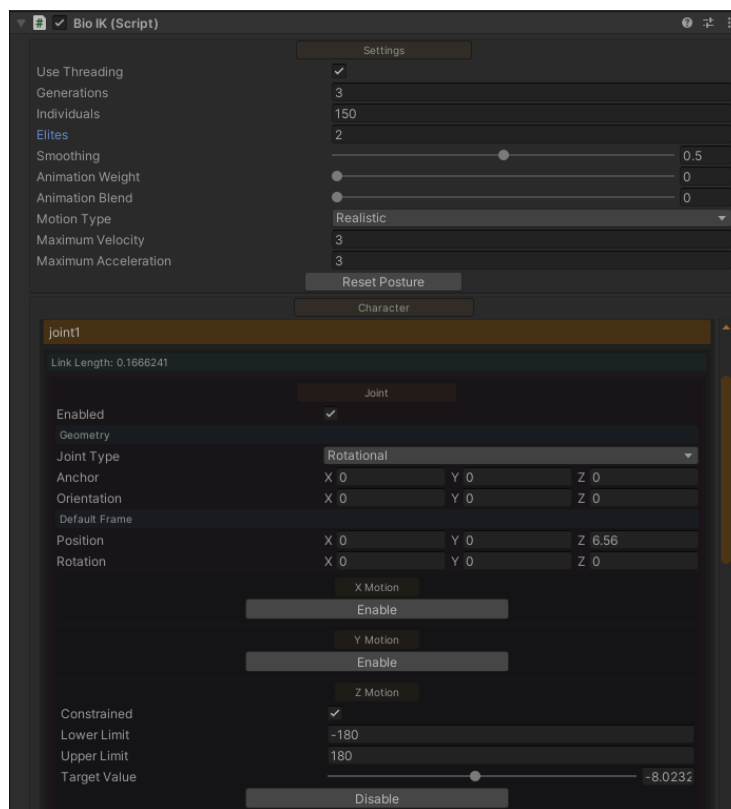 # Bio IK (Script)
Settings
Use Threading
Generations 3
Individuals 150
Elites 2
Smoothing 0.5
Animation Weight 0
Animation Blend 0
Motion Type Realistic
Maximum Velocity 3
Maximum Acceleration 3
Reset Posture
Character
joint1
Link Length: 0.1666241
Joint
Enabled
Geometry
Joint Type Rotational
Anchor X 0 Y 0 Z 0
Orientation X 0 Y 0 Z 0
Default Frame
Position X 0 Y 0 Z 6.56
Rotation X 0 Y 0 Z 0
X Motion
Enable
Y Motion
Enable
Z Motion
Constrained
Lower Limit -180
Upper Limit 180
Target Value -8.0232
Disable